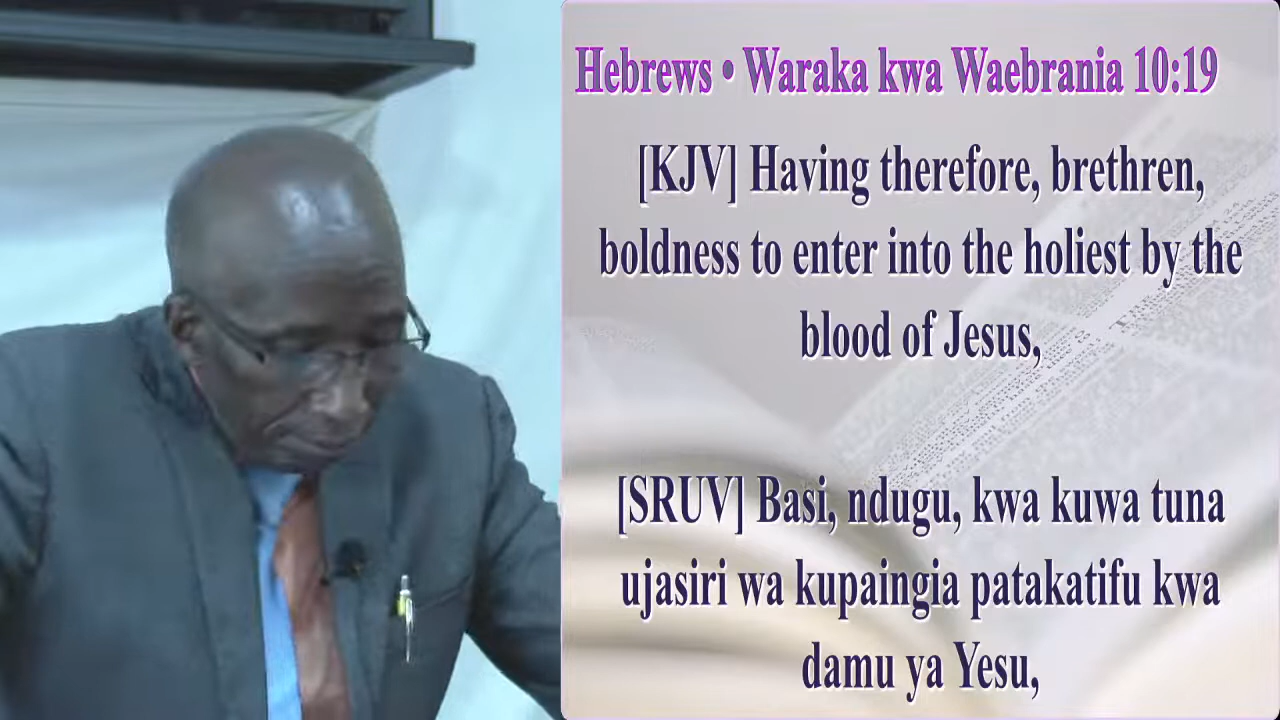 Hebrews • Waraka kwa Waebrania 10:19
[KJV] Having therefore, brethren,
boldness to enter into the holiest by the
blood of Jesus,
[SRUV] Basi, ndugu, kwa kuwa tuna
ujasiri wa kupaingia patakatifu kwa
damu ya Yesu,